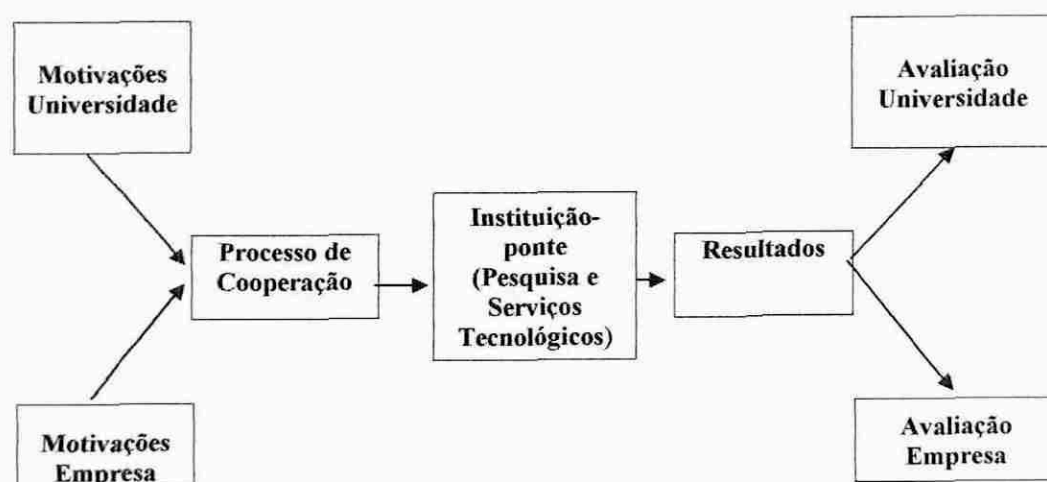 Motivações
Universidade
Avaliação
Universidade
Processo de
Cooperação
Instituição-
ponte
(Pesquisa e
Serviços
Tecnológicos)
Resultados
Motivações
Empresa
Avaliação
Empresa